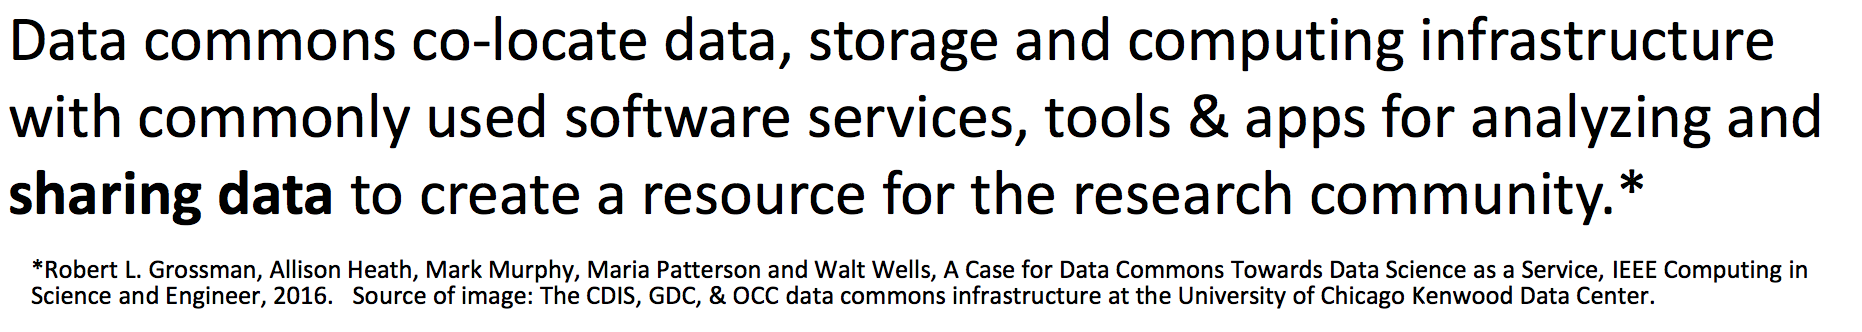 Data commons co-locate data, storage and computing infrastructure
with commonly used software services, tools & apps for analyzing and
sharing data to create a resource for the research community.*
*Robert L. Grossman, Allison Heath, Mark Murphy, Maria Patterson and Walt Wells, A Case for Data Commons Towards Data Science as a Service, IEEE Computing in
Science and Engineer, 2016.   Source of image: The CDIS, GDC, & OCC data commons infrastructure at the University of Chicago Kenwood Data Center.